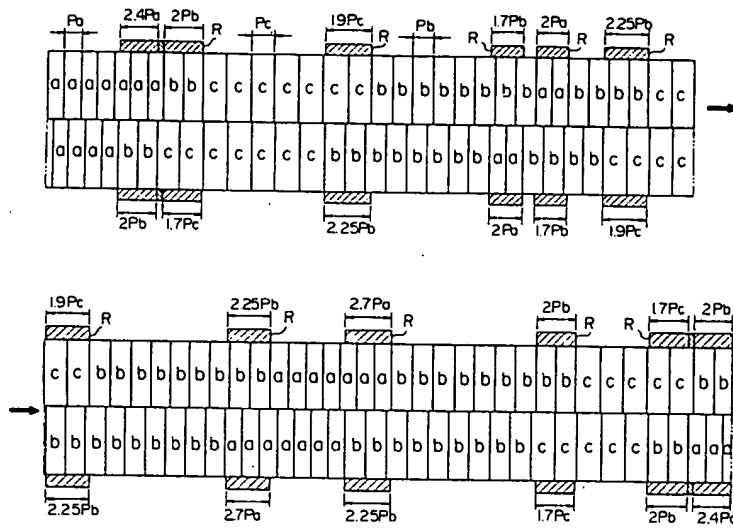 2.4Pa 2Pb 1.9Pc 1.7Pb 2Pa 2.25Pb
Pa R Pc R Pb R R R
a a a a a a a b b c c c c c c c b b b b b b b b a a b b b b c c
a a a a b b c c c c c c c b b b b b b b b a a b b b b c c c c
2Pb 1.7Pc 2.25Pb 2Pa 1.7Pb 1.9Pc
1.9Pc 2.25Pb 2.7Pa 2Pb 1.7Pc 2Pb
R R R R R
c c b b b b b b b b b a a a a a a a b b b b b b b b b c c c c c b b
b b b b b b b b b a a a a a a a b b b b b b b b b c c c c c b b a a a
2.25Pb 2.7Pa 2.25Pb 1.7Pc 2Pb 2.4Pa